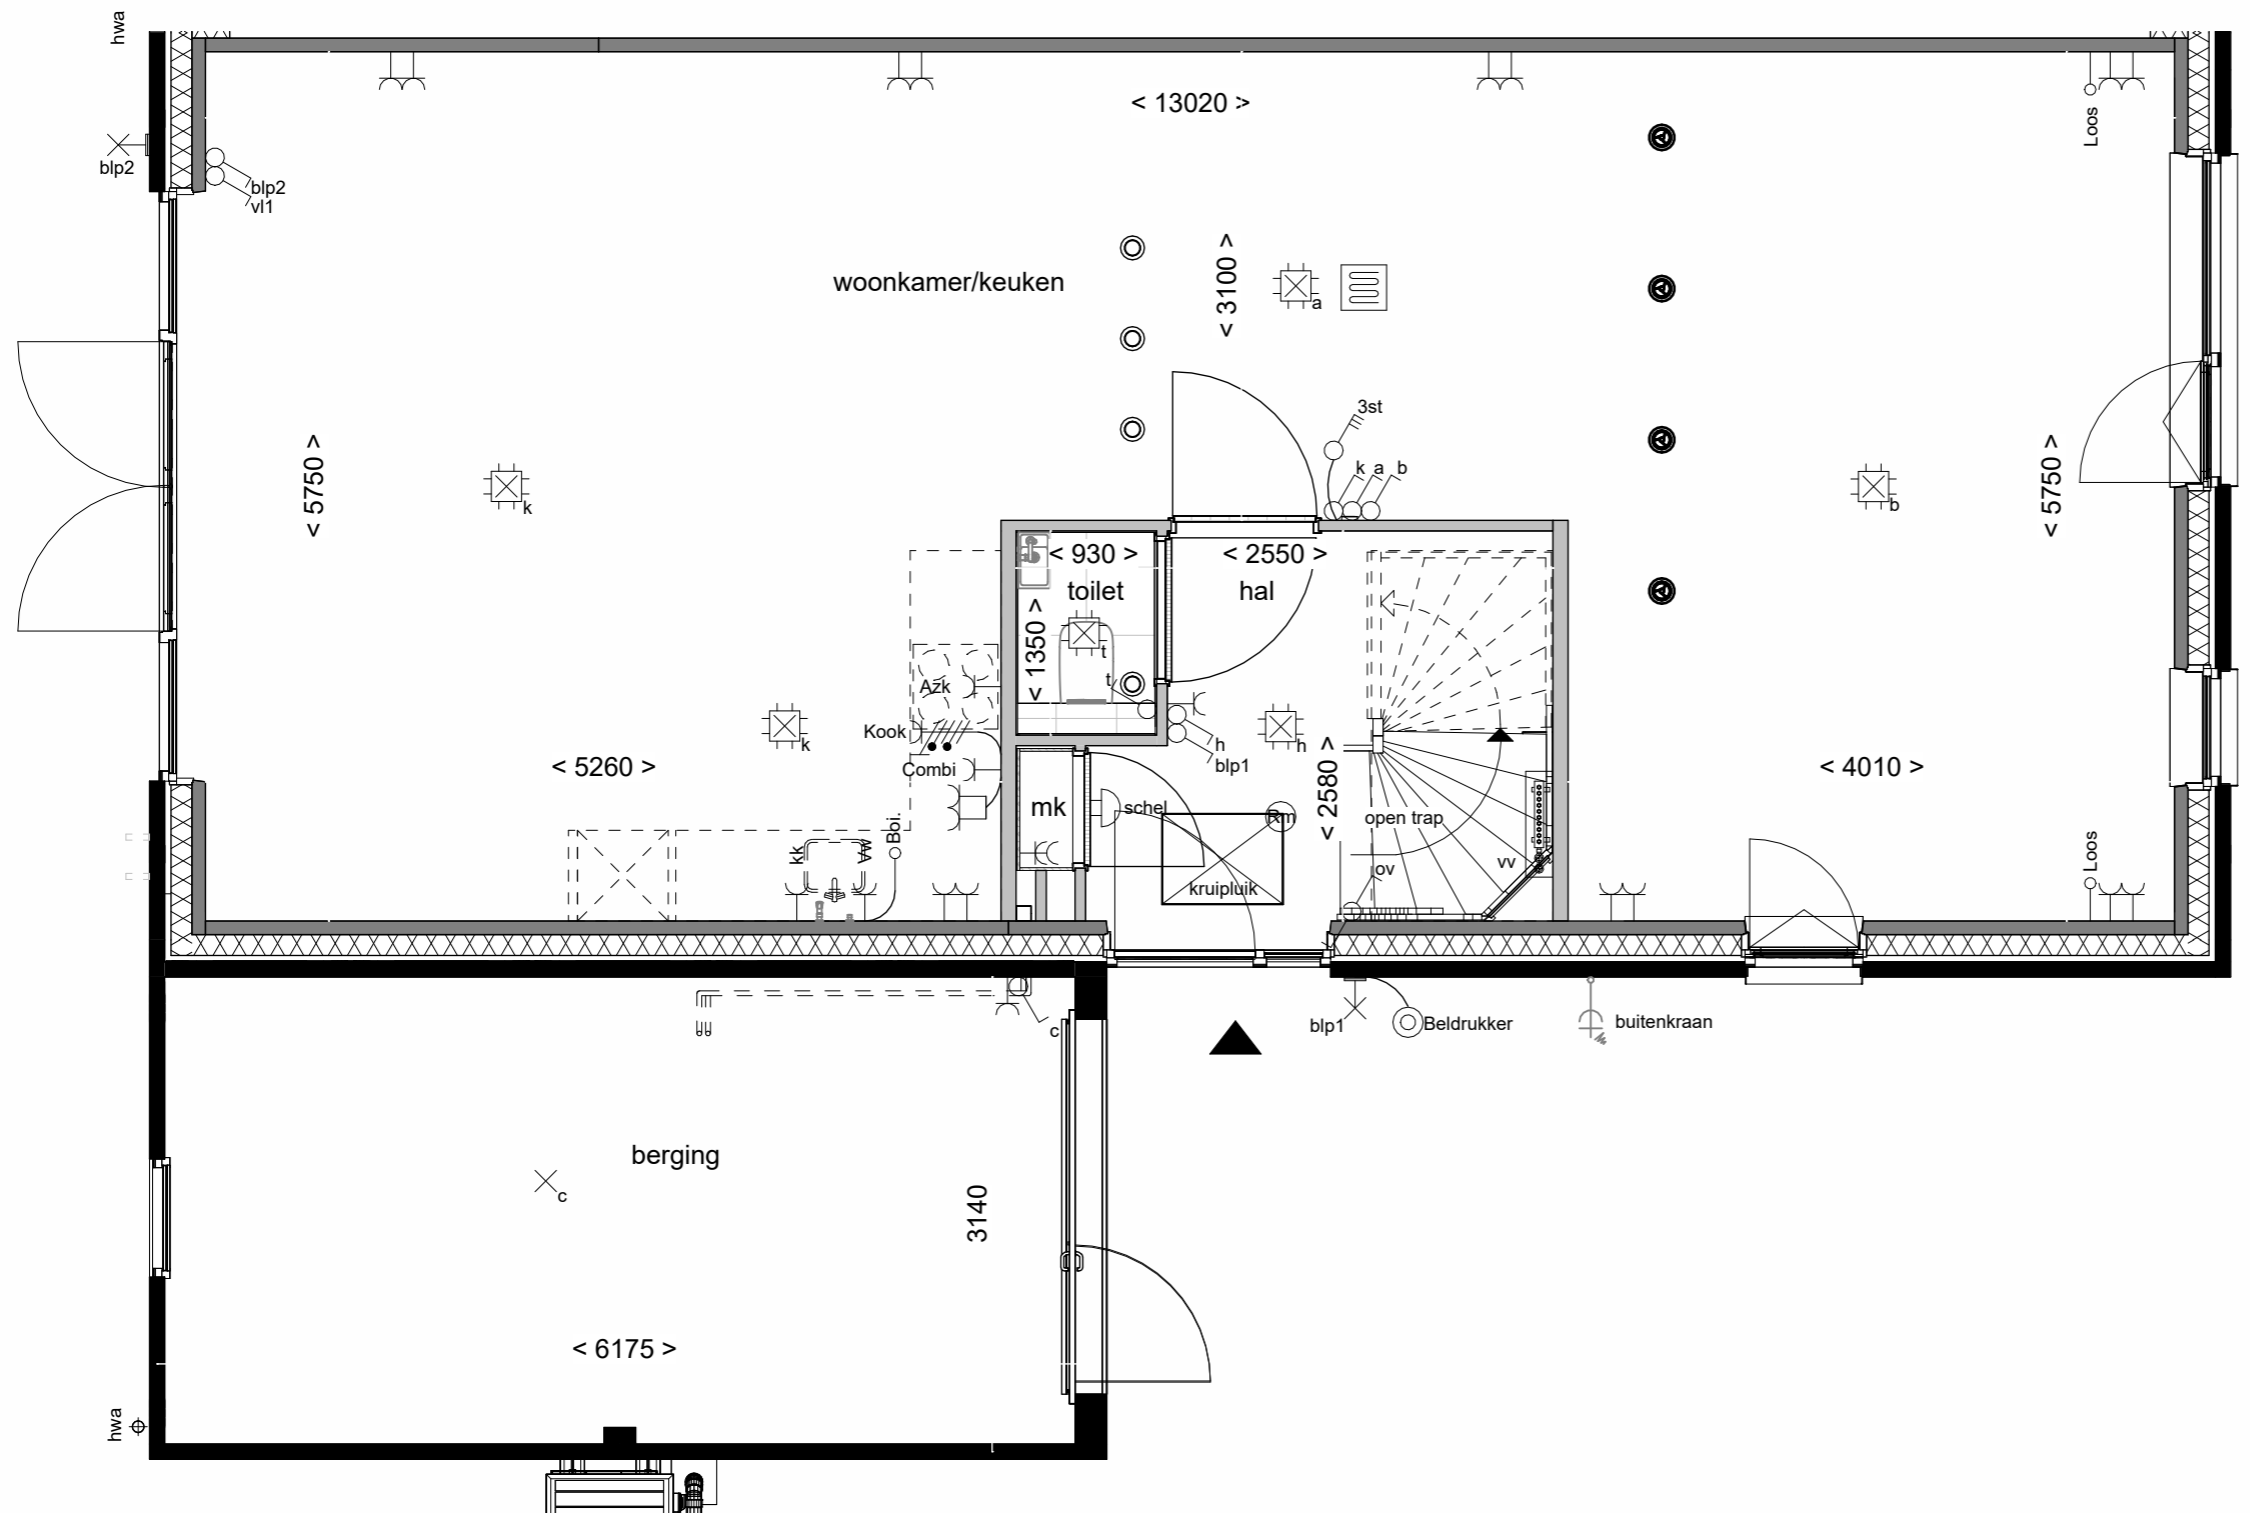 hwa
< 13020 >
Loos
blp2
blp2
vl1
< 3100 >
woonkamer/keuken
a
3st
k a b
< 5750 >
k
< 5750 >
b
< 930 >
< 2550 >
toilet
hal
< 1350 >
t
t
Azk
Kook
k
h
h
blp1
< 5260 >
Combi
< 2580 >
< 4010 >
mk
schel
Rm
open trap
Boi.
kk
vw
vv
ov
Loos
kruipluik
c
blp1
Beldrukker
buitenkraan
berging
c
3140
< 6175 >
hwa